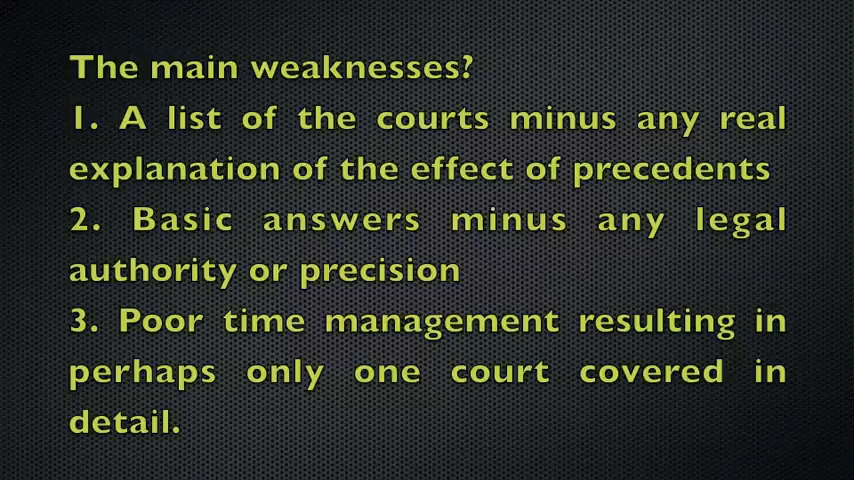 The main weaknesses?
1. A list of the courts minus any real
explanation of the effect of precedents
2. Basic answers minus any legal
authority or precision
3. Poor time management resulting in
perhaps only one court covered in
detail.